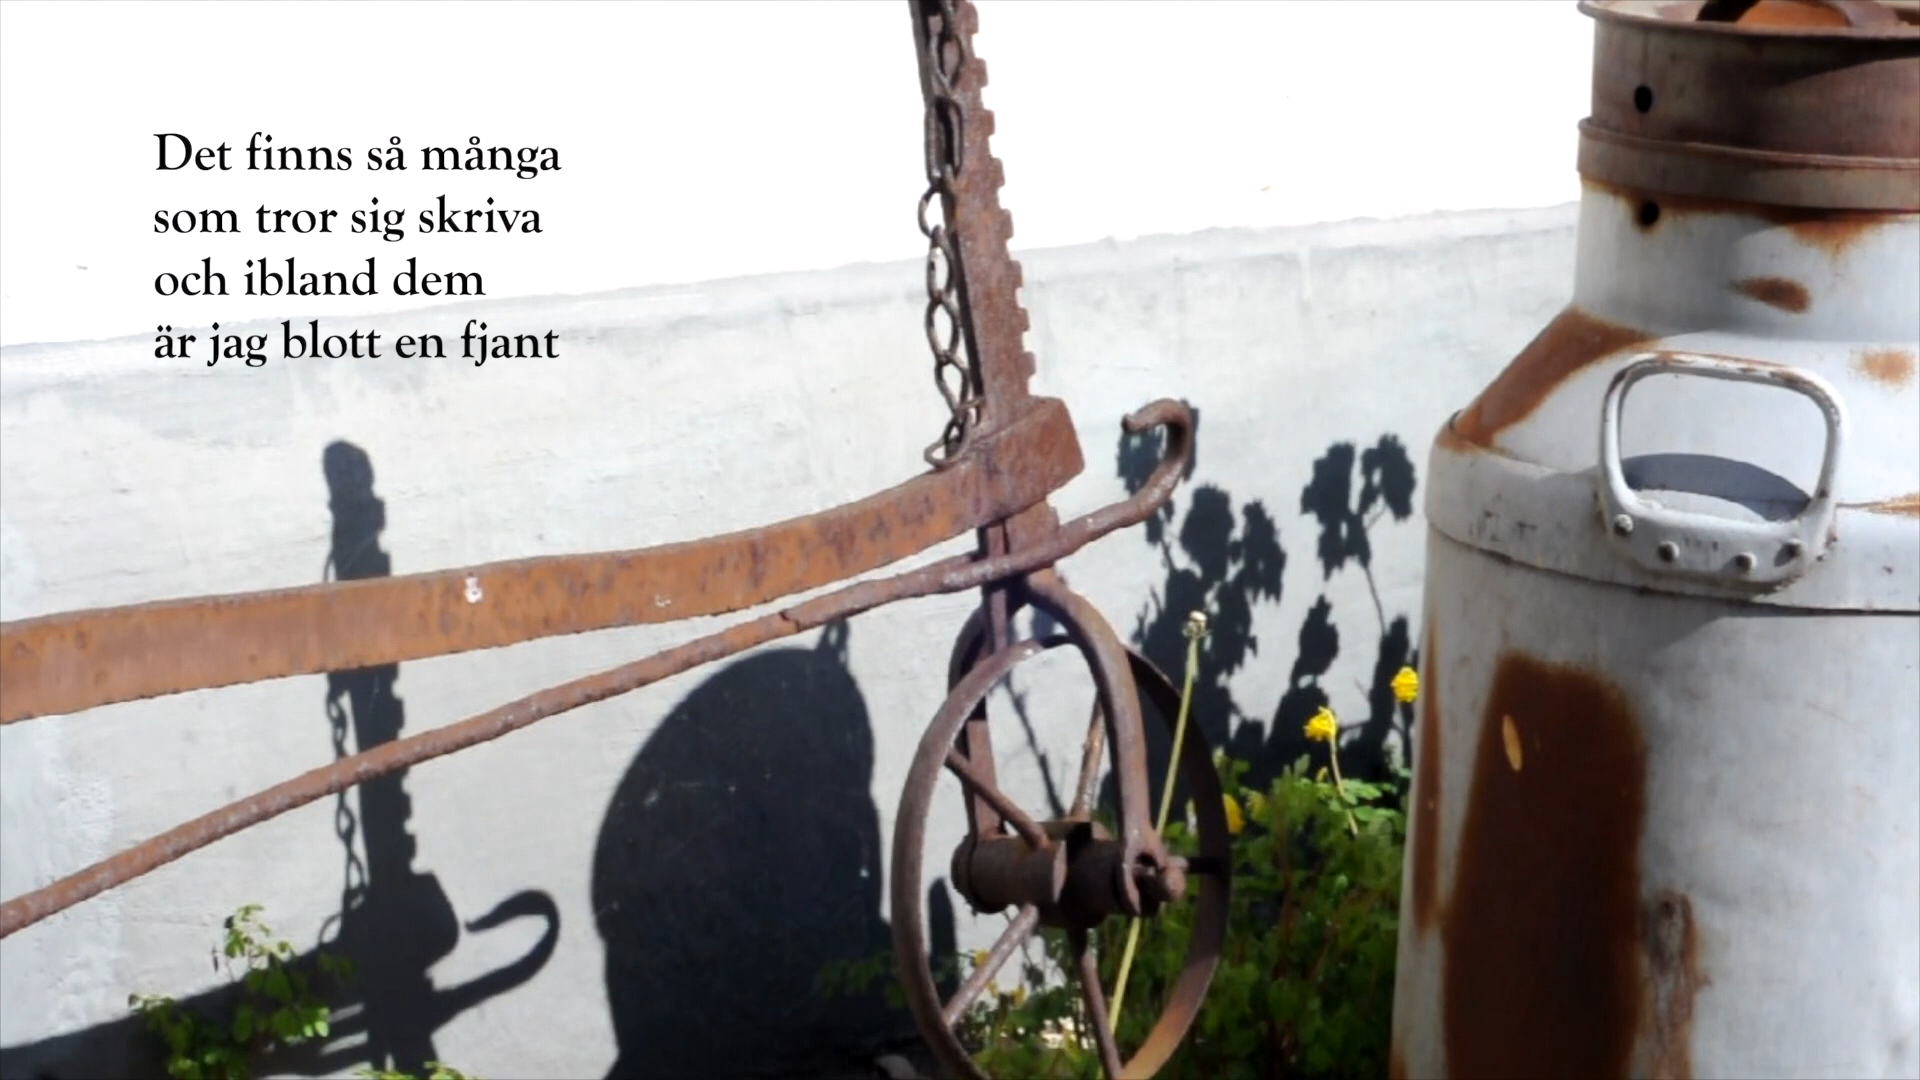 Det finns så många
som tror sig skriva
och ibland dem
är jag blott en fjant